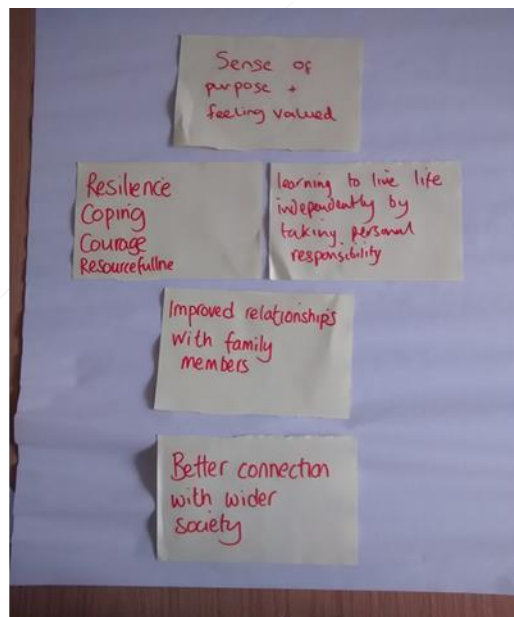 Sense of
purpose +
feeling valued
Resilience
Coping
Courage
Resourcefullne
learning to live life
independently by
taking personal
responsibility
Improved relationships
with family
members
Better connection
with wider
society